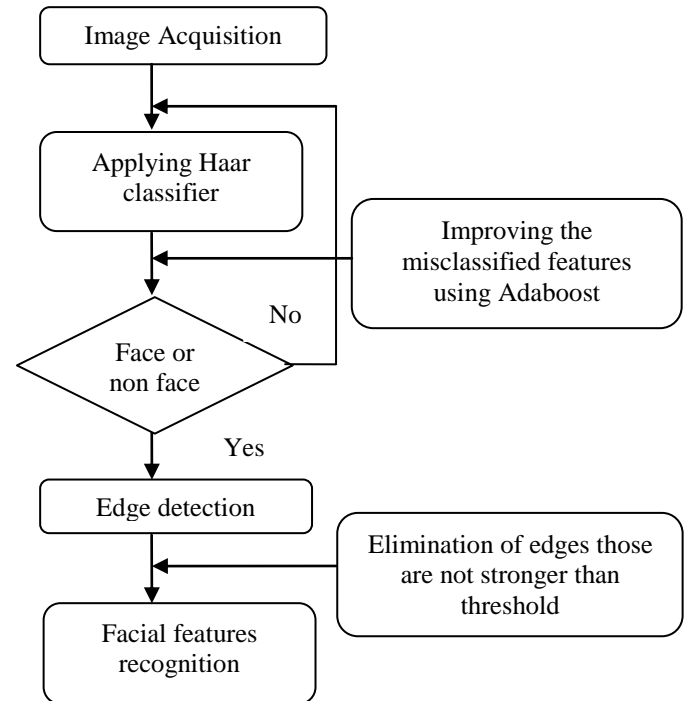 Image Acquisition
Applying Haar
classifier
Improving the
misclassified features
using Adaboost
No
Face or
non face
Yes
Edge detection
Elimination of edges those
are not stronger than
threshold
Facial features
recognition